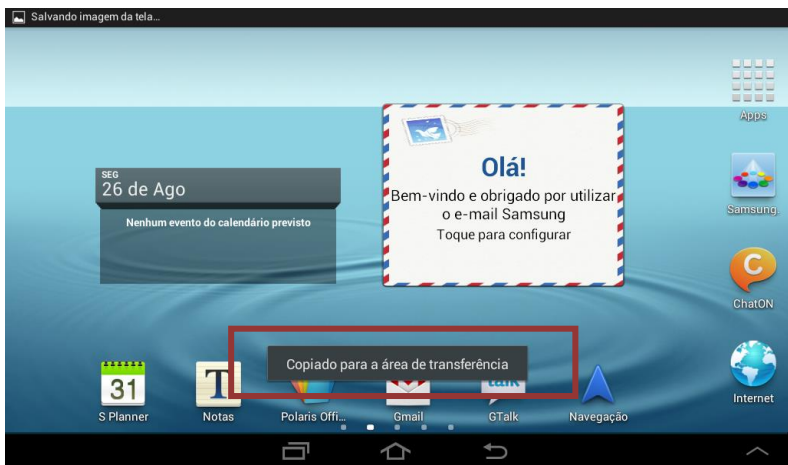 Salvando imagem da tela...
Apps
SEG
26 de Ago
Nenhum evento do calendário previsto
Olá!
Bem-vindo e obrigado por utilizar
o e-mail Samsung
Toque para configurar
Samsung
ChatON
Copiado para a área de transferência
31
S Planner
T
Notas
Polaris Offi...
Gmail
talk
GTalk
Navegação
C
Internet